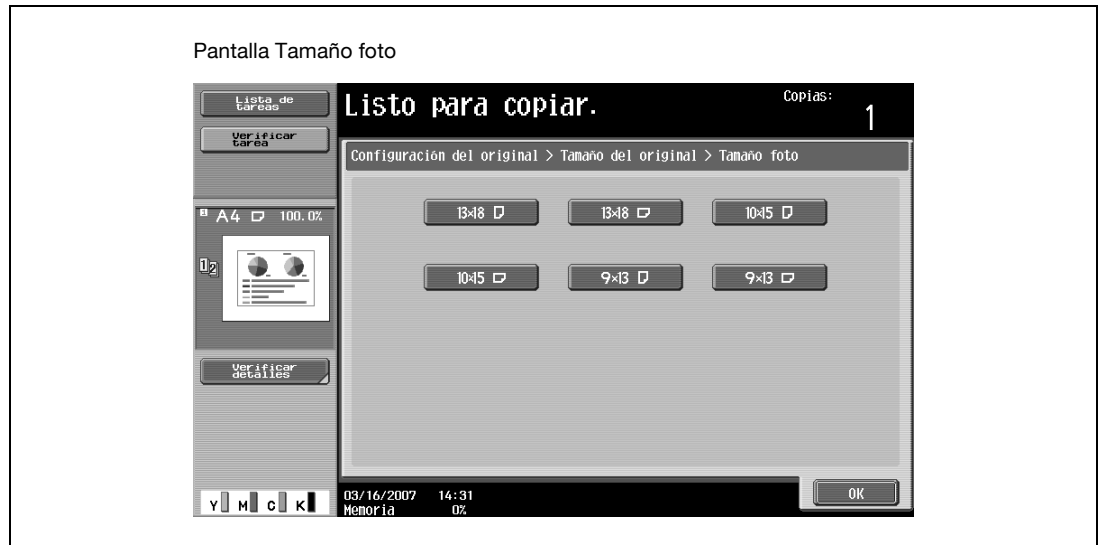 Pantalla Tamaño foto
Lista de
tareas
Verificar
tarea
Listo para copiar.
Copias:
1
Configuración del original > Tamaño del original > Tamaño foto
A4 100.0%
12
13×18
13×18
10×15
10×15
9×13
9×13
Verificar
detalles
Y M C K
03/16/2007 14:31
Memoria 0%
OK